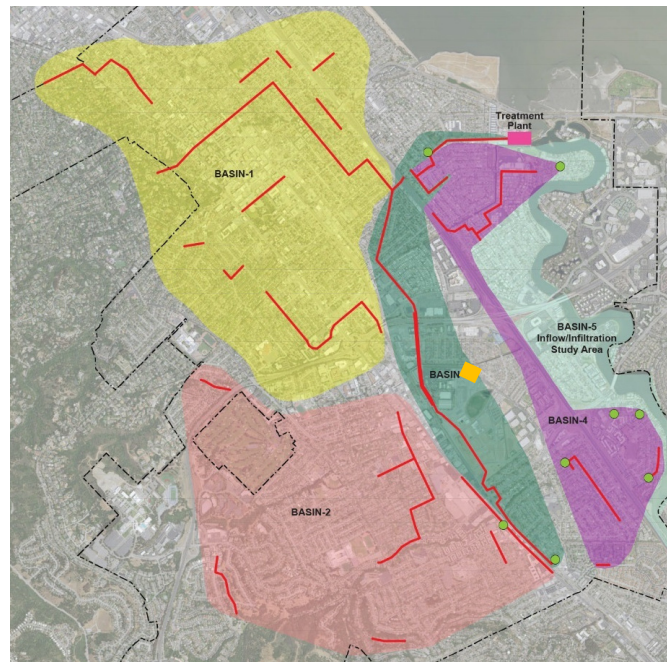 Treatment
Plant
BASIN-1
BASIN-5
Inflow/Infiltration
Study Area
BASIN
BASIN-4
BASIN-2